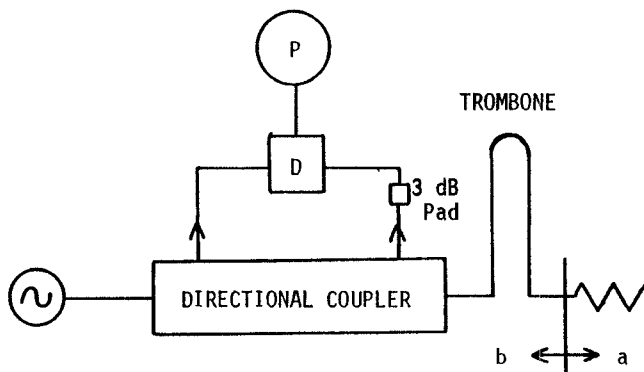 P
TROMBONE
D
3 dB
Pad
DIRECTIONAL COUPLER
b
a